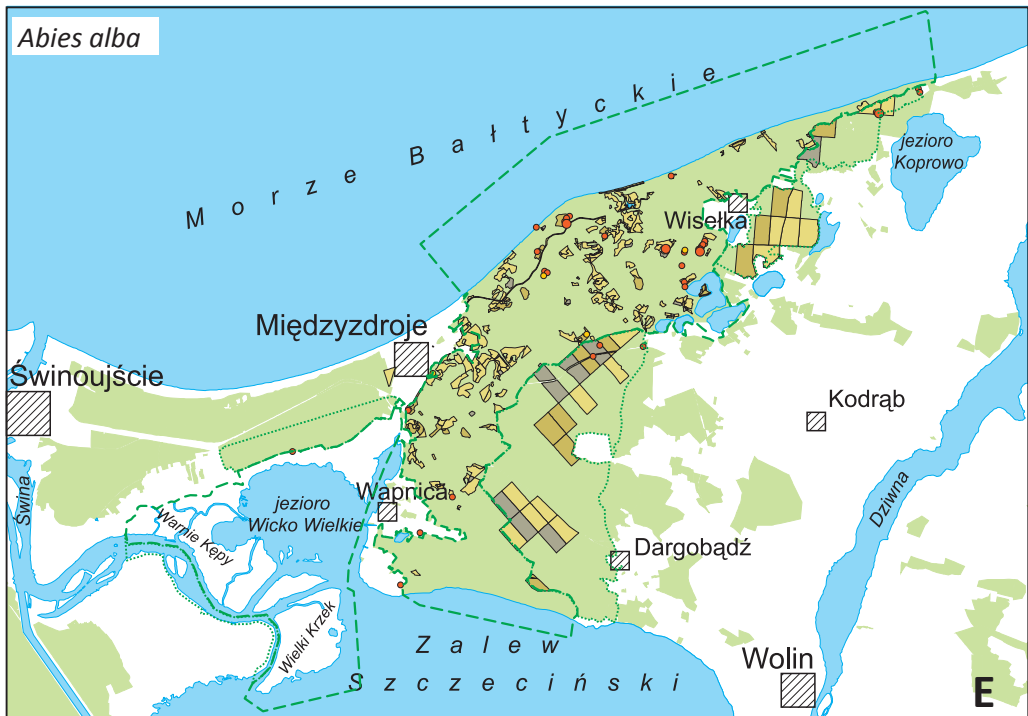 Abies alba
Morze Bałtyckie
jezioro
Koprowo
Wisełka
Międzyzdroje
Świnoujście
Kodrąb
Świna
jezioro
Wicko Wielkie
Wapnica
Warnie Kępy
Dziwna
Dargobądź
Wielki Krzek
Zalew
Szczeciński
Wolin
E